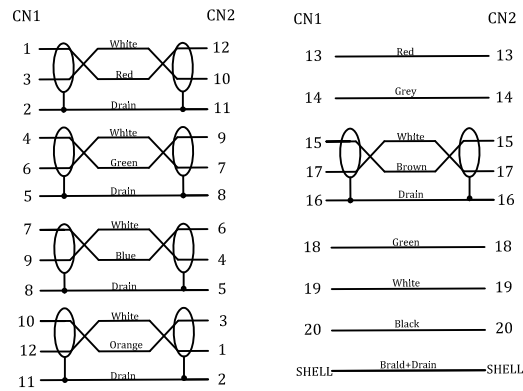 CN1 CN2
1 White 12
3 Red 10
2 Drain 11
4 White 9
6 Green 7
5 Drain 8
7 White 6
9 Blue 4
8 Drain 5
10 White 3
12 Orange 1
11 Drain 2
CN1 CN2
13 Red 13
14 Grey 14
15 White 15
17 Brown 17
16 Drain 16
18 Green 18
19 White 19
20 Black 20
SHELL Braid+Drain SHELL